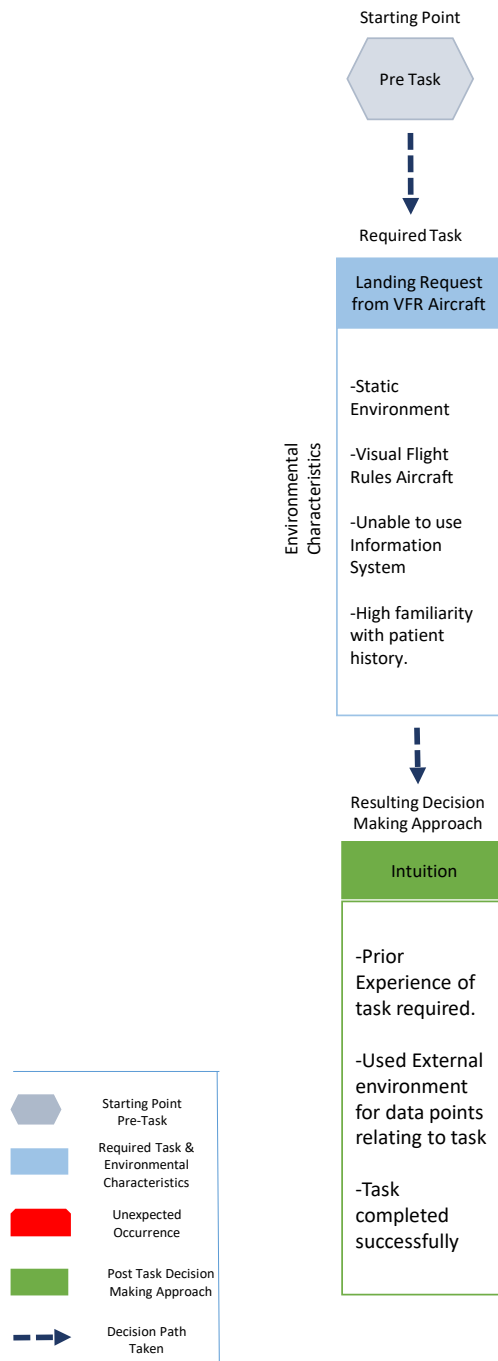 Starting Point
Pre Task
Required Task
Landing Request
from VFR Aircraft
Environmental
Characteristics
-Static
Environment
-Visual Flight
Rules Aircraft
-Unable to use
Information
System
-High familiarity
with patient
history.
Resulting Decision
Making Approach
Intuition
-Prior
Experience of
task required.
-Used External
environment
for data points
relating to task
-Task
completed
successfully
Starting Point
Pre-Task
Required Task &
Environmental
Characteristics
Unexpected
Occurrence
Post Task Decision
Making Approach
Decision Path
Taken